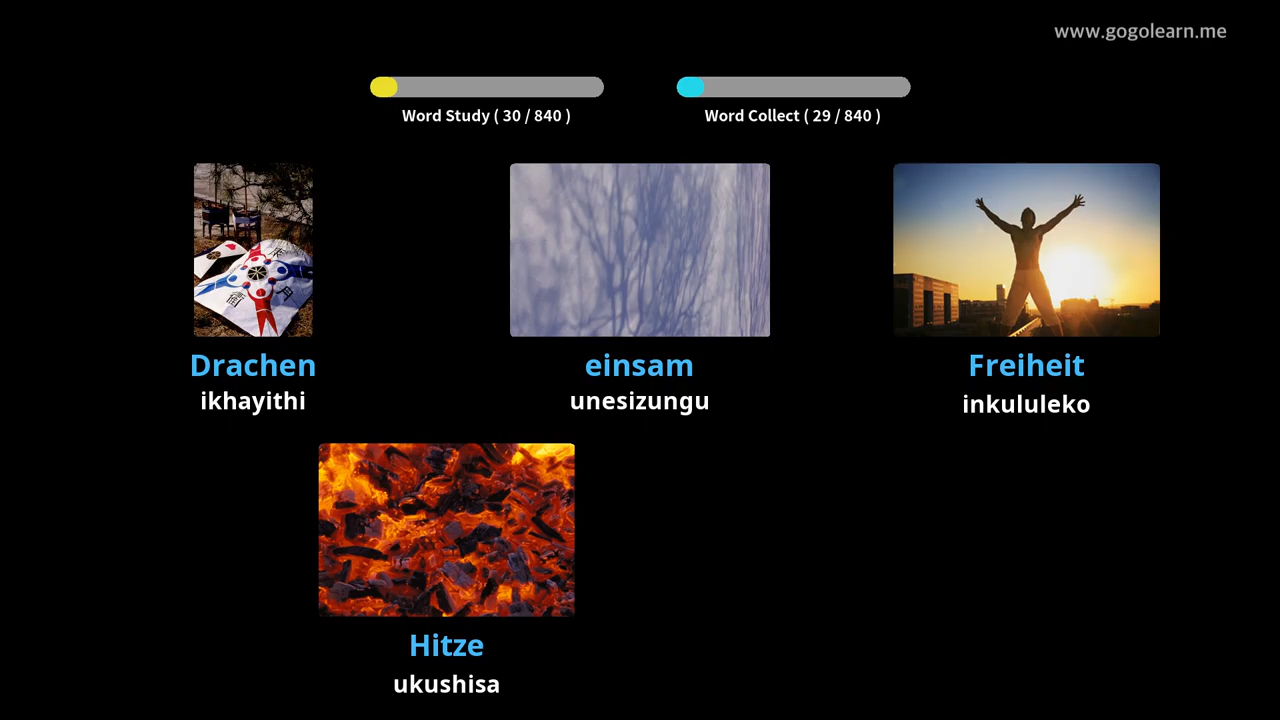 www.gogolearn.me
Word Study ( 30 / 840 )
Word Collect ( 29 / 840 )
Drachen
ikhayithi
einsam
unesizungu
Freiheit
inkululeko
Hitze
ukushisa